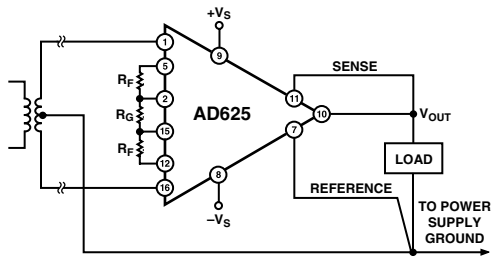 +VS
1
5
9
SENSE
RF
2
11
RG
AD625
10
VOUT
15
7
RF
12
LOAD
8
16
REFERENCE
–VS
TO POWER
SUPPLY
GROUND